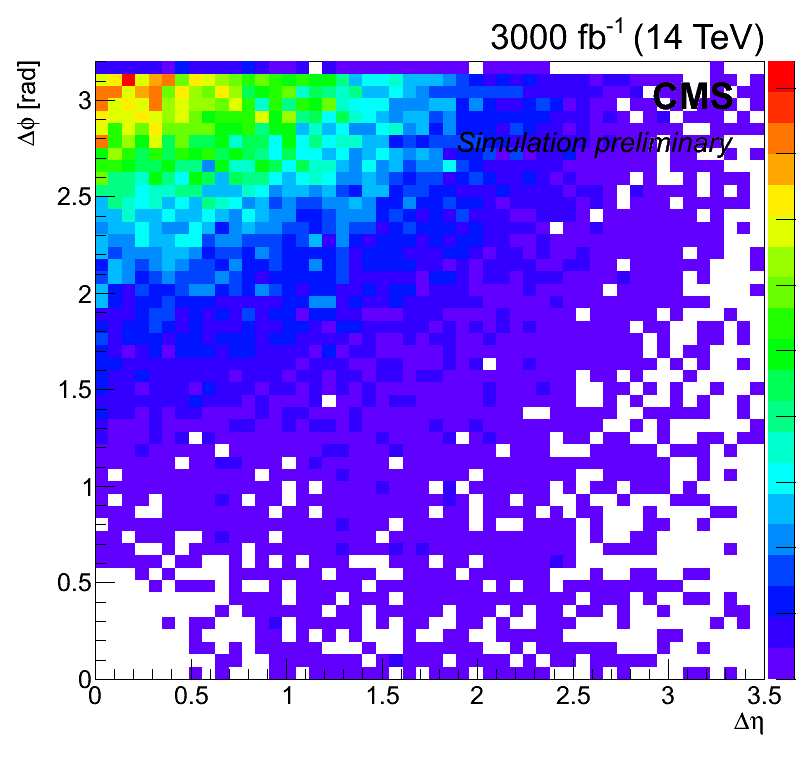 3000 fb-1 (14 TeV)
CMS
Simulation preliminary
Δϕ [rad]
3
2.5
2
1.5
1
0.5
0
0 0.5 1 1.5 2 2.5 3 3.5
Δη